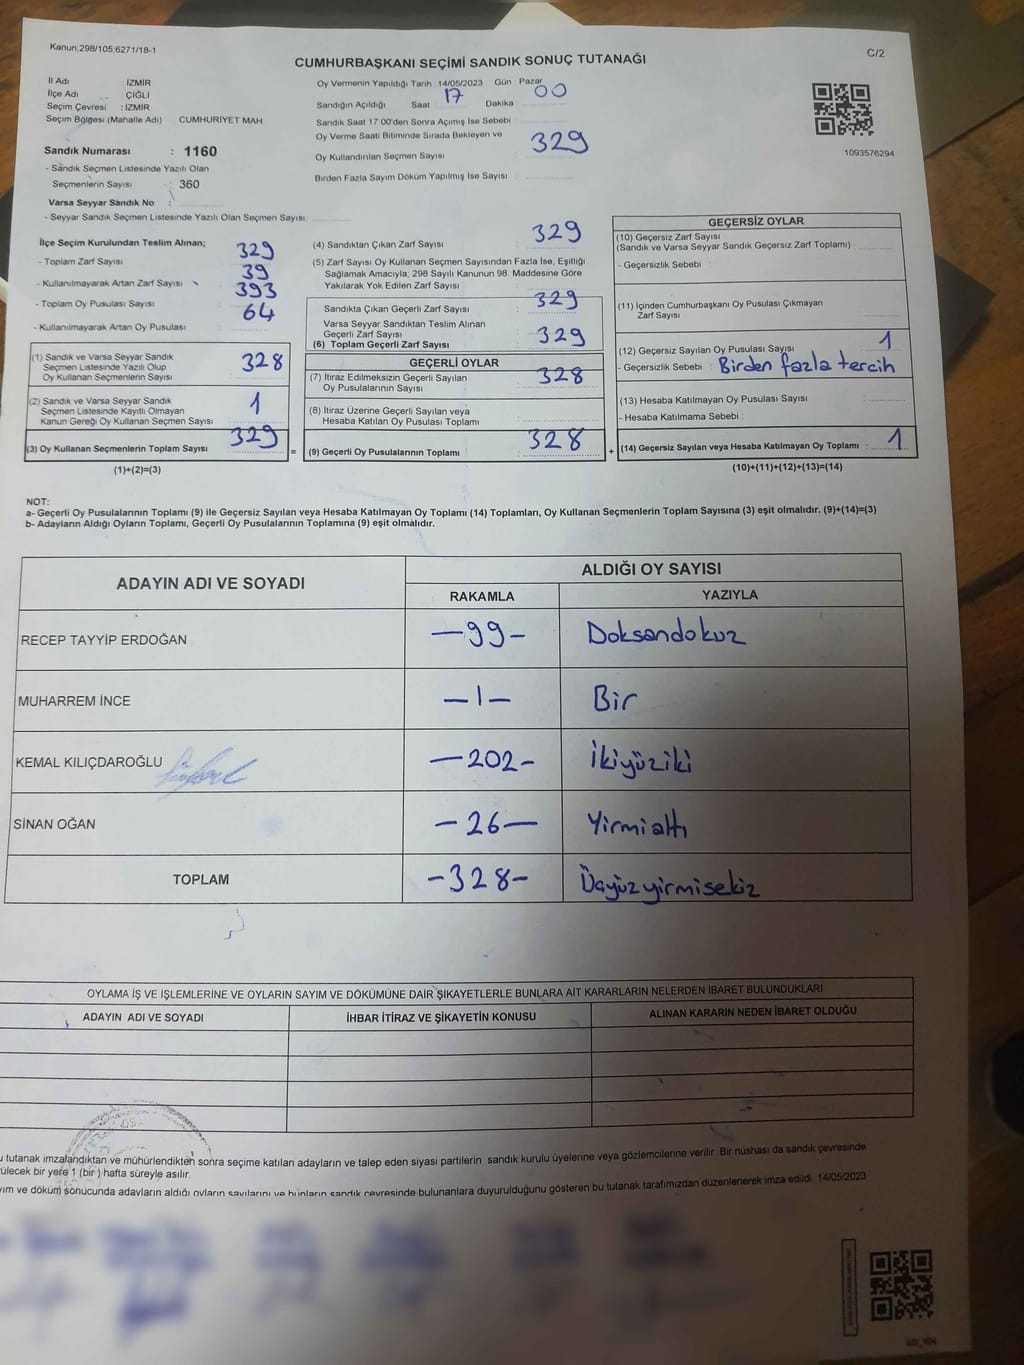 Kanun;298/105;6271/18-1
C/2
CUMHURBAŞKANI SEÇİMİ SANDIK SONUÇ TUTANAĞI
İl Adı : İZMİR
İlçe Adı : ÇİĞLİ
Seçim Çevresi : İZMİR
Seçim Bölgesi (Mahalle Adı) CUMHURİYET MAH
Sandık Numarası : 1160
- Sandık Seçmen Listesinde Yazılı Olan
Seçmenlerin Sayısı : 360
Varsa Seyyar Sandık No :
- Seyyar Sandık Seçmen Listesinde Yazılı Olan Seçmen Sayısı
Oy Vermenin Yapıldığı Tarih : 14/05/2023 Gün Pazar
Sandığın Açıldığı Saat 17 Dakika 00
Sandık Saat 17.00'den Sonra Açımış İse Sebebi
Oy Verme Saati Bitiminde Sırada Bekleyen ve
Oy Kullandırılan Seçmen Sayısı : 329
Birden Fazla Sayım Döküm Yapılmış İse Sayısı :
1093576294
İlçe Seçim Kurulundan Teslim Alınan;
- Toplam Zarf Sayısı 329
- Kullanılmayarak Artan Zarf Sayısı 39
- Toplam Oy Pusulası Sayısı 393
- Kullanılmayarak Artan Oy Pusulası 64
(1) Sandık ve Varsa Seyyar Sandık
Seçmen Listesinde Yazılı Olup
Oy Kullanan Seçmenlerin Sayısı 328
(2) Sandık ve Varsa Seyyar Sandık
Seçmen Listesinde Kayıtlı Olmayan
Kanun Gereği Oy Kullanan Seçmen Sayısı 1
(3) Oy Kullanan Seçmenlerin Toplam Sayısı 329
(1)+(2)=(3)
(4) Sandıktan Çıkan Zarf Sayısı : 329
(5) Zarf Sayısı Oy Kullanan Seçmen Sayısından Fazla İse, Eşitliği
Sağlamak Amacıyla, 298 Sayılı Kanunun 98. Maddesine Göre
Yakılarak Yok Edilen Zarf Sayısı
Sandıkta Çıkan Geçerli Zarf Sayısı : 329
Varsa Seyyar Sandıktan Teslim Alınan
Geçerli Zarf Sayısı
(6) Toplam Geçerli Zarf Sayısı 329
GEÇERLİ OYLAR
(7) İtiraz Edilmeksizin Geçerli Sayılan
Oy Pusulalarının Sayısı 328
(8) İtiraz Üzerine Geçerli Sayılan veya
Hesaba Katılan Oy Pusulası Toplamı
= (9) Geçerli Oy Pusulalarının Toplamı : 328 +
GEÇERSİZ OYLAR
(10) Geçersiz Zarf Sayısı
(Sandık ve Varsa Seyyar Sandık Geçersiz Zarf Toplamı)
- Geçersizlik Sebebi :
(11) İçinden Cumhurbaşkanı Oy Pusulası Çıkmayan
Zarf Sayısı
(12) Geçersiz Sayılan Oy Pusulası Sayısı 1
- Geçersizlik Sebebi : Birden fazla tercih
(13) Hesaba Katılmayan Oy Pusulası Sayısı
- Hesaba Katılmama Sebebi :
(14) Geçersiz Sayılan veya Hesaba Katılmayan Oy Toplamı : 1
(10)+(11)+(12)+(13)=(14)
NOT:
a- Geçerli Oy Pusulalarının Toplamı (9) ile Geçersiz Sayılan veya Hesaba Katılmayan Oy Toplamı (14) Toplamları, Oy Kullanan Seçmenlerin Toplam Sayısına (3) eşit olmalıdır. (9)+(14)=(3)
b- Adayların Aldığı Oyların Toplamı, Geçerli Oy Pusulalarının Toplamına (9) eşit olmalıdır.
ADAYIN ADI VE SOYADI ALDIĞI OY SAYISI
RAKAMLA YAZIYLA
RECEP TAYYİP ERDOĞAN —99— Doksandokuz
MUHARREM İNCE —1— Bir
KEMAL KILIÇDAROĞLU —202— İkiyüziki
SİNAN OĞAN —26— Yirmialtı
TOPLAM —328— Üçyüzyirmisekiz
OYLAMA İŞ VE İŞLEMLERİNE VE OYLARIN SAYIM VE DÖKÜMÜNE DAİR ŞİKAYETLERLE BUNLARA AİT KARARLARIN NELERDEN İBARET BULUNDUKLARI
ADAYIN ADI VE SOYADI İHBAR İTİRAZ VE ŞİKAYETİN KONUSU ALINAN KARARIN NEDEN İBARET OLDUĞU
tutanak imzalandıktan ve mühürlendikten sonra seçime katılan adayların ve talep eden siyasi partilerin sandık kurulu üyelerine veya gözlemcilerine verilir Bir nüshası da sandık çevresinde
ülecek bir yere 1 (bir) hafta süreyle asılır.
ım ve döküm sonucunda adayların aldığı oyların sayılarını ve bunların sandık çevresinde bulunanlara duyurulduğunu gösteren bu tutanak tarafımızdan düzenlenerek imza edildi 14/05/2023